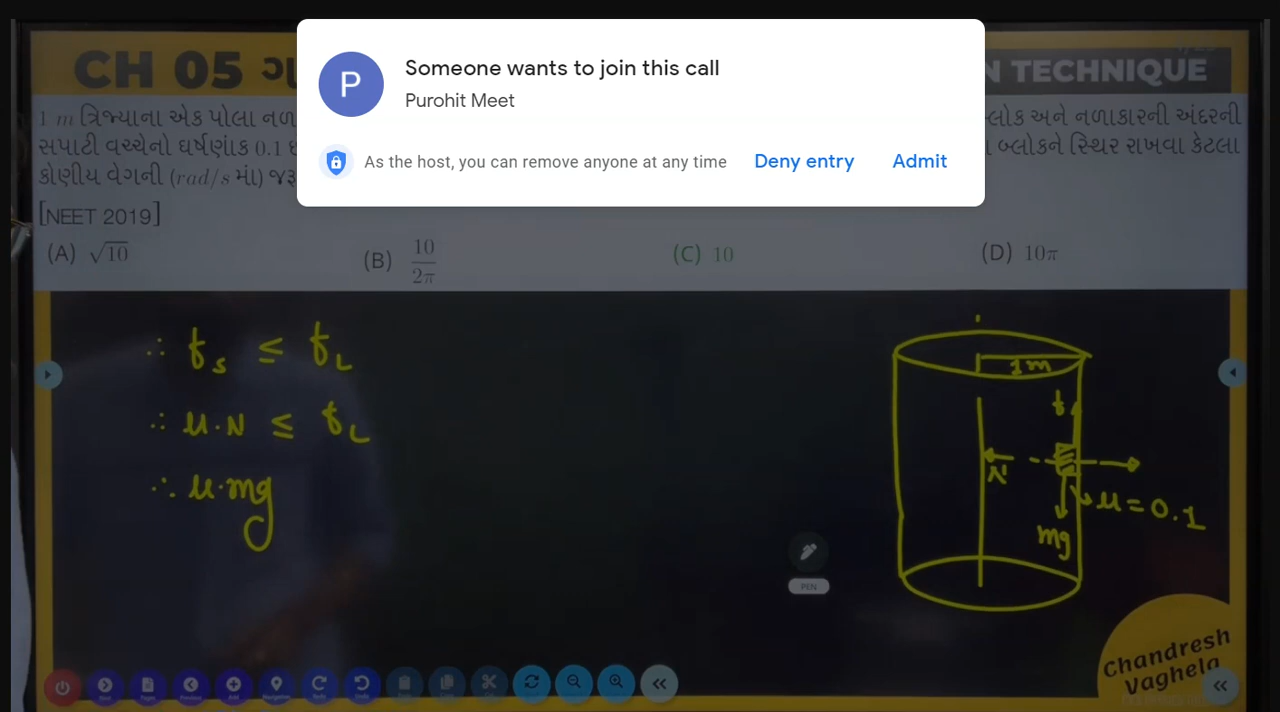 CH 05
N TECHNIQUE
Someone wants to join this call
P
Purohit Meet
As the host, you can remove anyone at any time
Deny entry
Admit
1 m ત્રિજ્યાના એક પોલા નળ
લોક અને નળાકારની અંદરની
સપાટી વચ્ચેનો ઘર્ષણાંક 0.1
બ્લોકને સ્થિર રાખવા કેટલા
કોણીય વેગની (rad/s માં)
[NEET 2019]
(A) √10
(B) 10/2π
(C) 10
(D) 10π
∴ fs ≤ fL
∴ μ·N ≤ fL
∴ μ·mg
1m
f
N
μ=0.1
mg
PEN
Chandresh
Vaghela